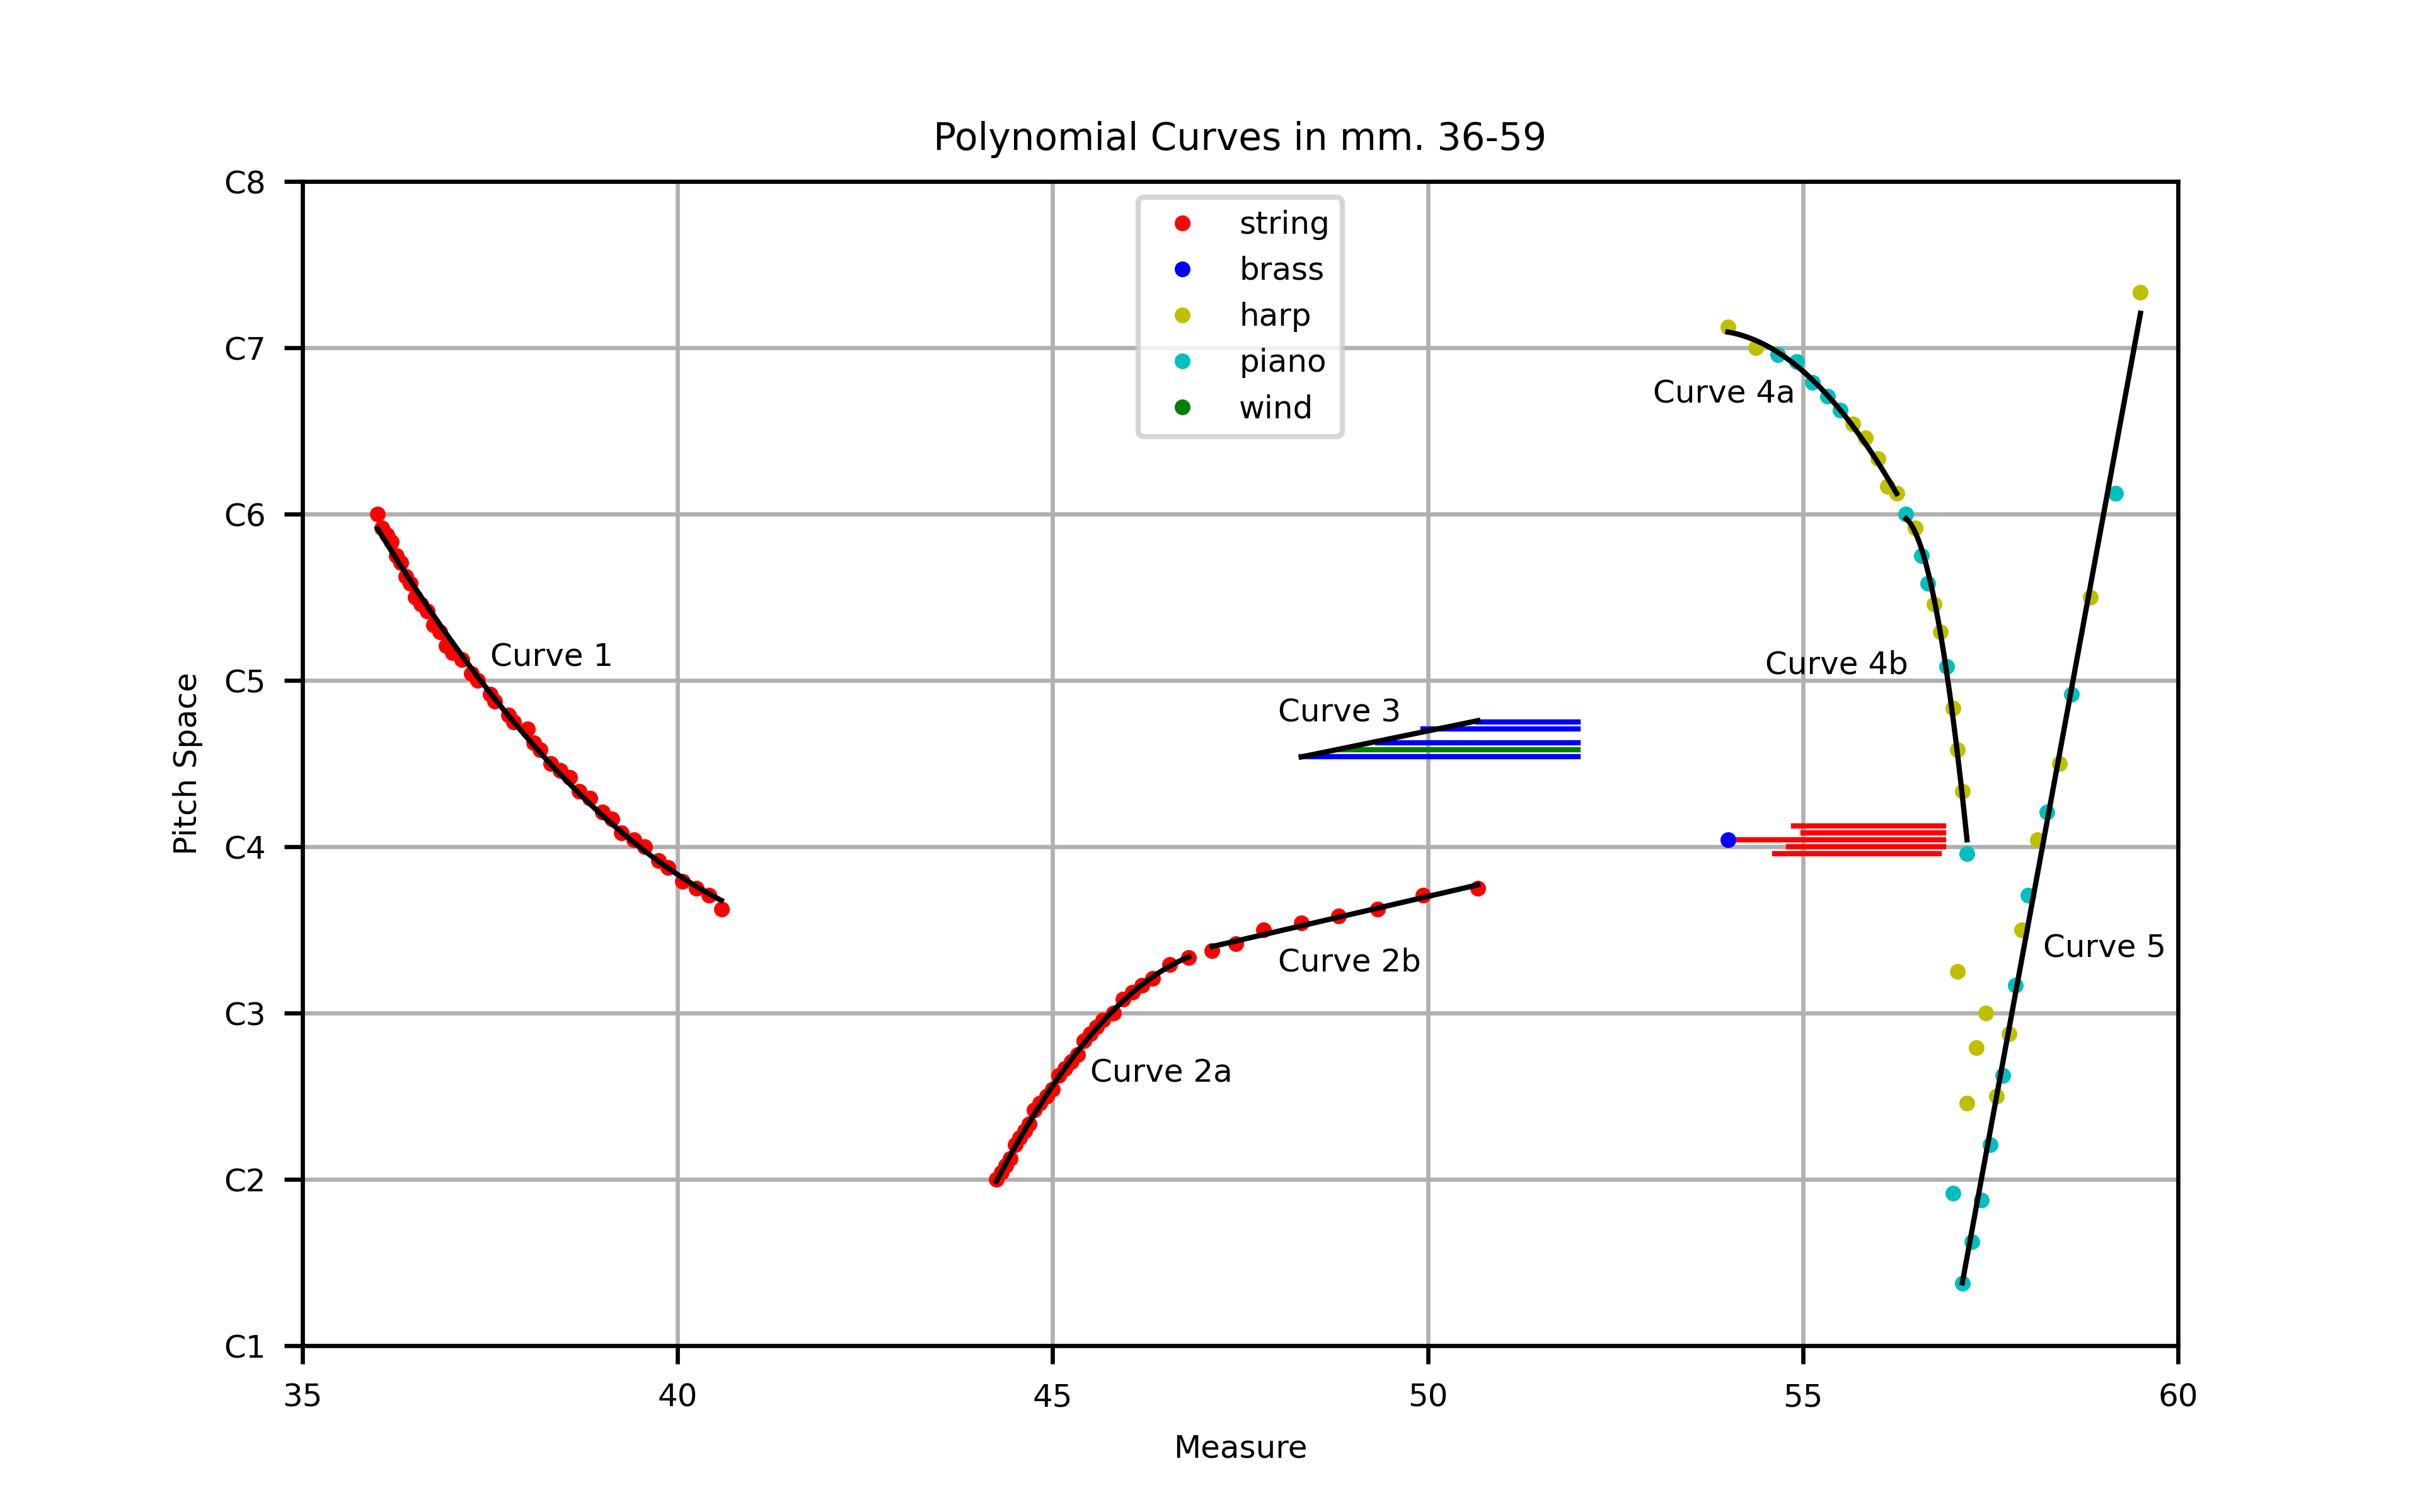 Polynomial Curves in mm. 36-59
C8
C7
C6
C5
C4
C3
C2
C1
Pitch Space
string
brass
harp
piano
wind
Curve 1
Curve 2a
Curve 2b
Curve 3
Curve 4a
Curve 4b
Curve 5
35 40 45 50 55 60
Measure